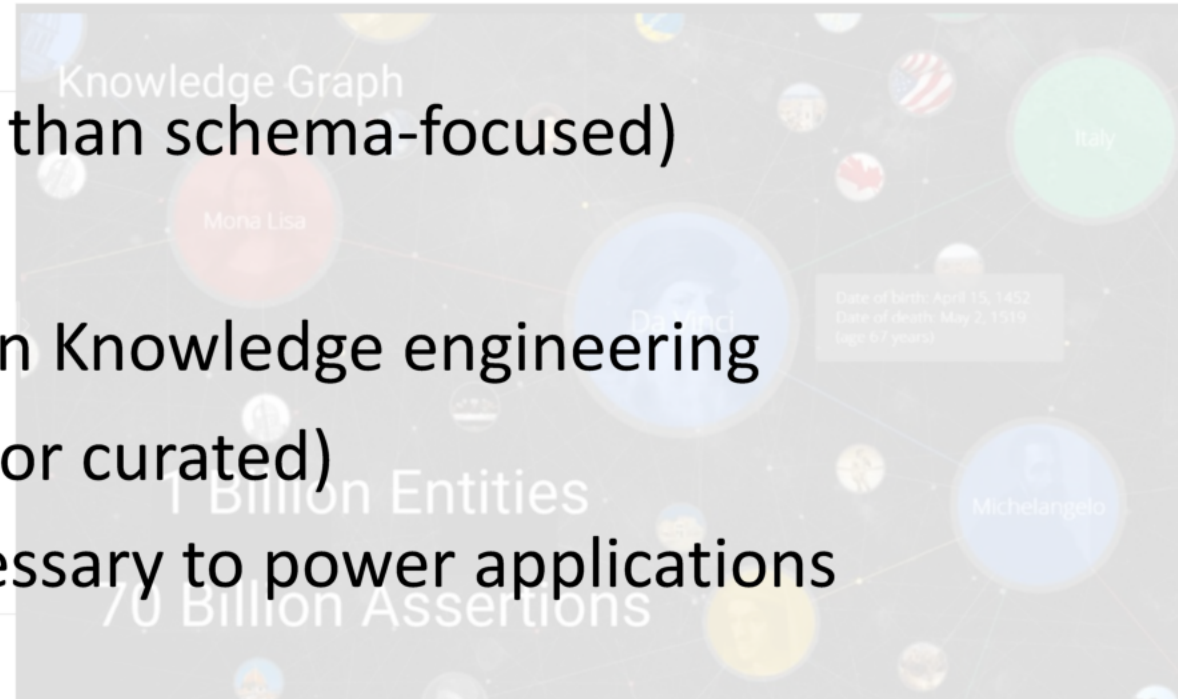 Knowledge Graph
than schema-focused)
Italy
Mona Lisa
Date of birth: April 15, 1452
Da Vinci
Date of death: May 2, 1519
(age 67 years)
n Knowledge engineering
or curated)
1 Billion Entities
Michelangelo
essary to power applications
70 Billion Assertions